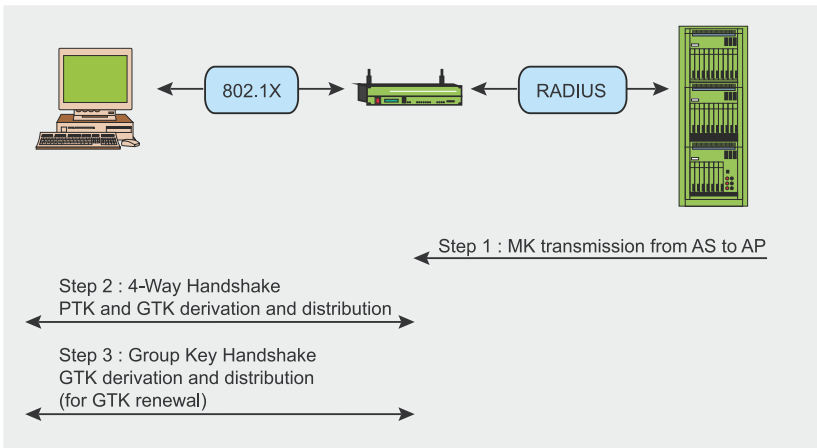 802.1X
RADIUS
Step 1 : MK transmission from AS to AP
Step 2 : 4-Way Handshake
PTK and GTK derivation and distribution
Step 3 : Group Key Handshake
GTK derivation and distribution
(for GTK renewal)